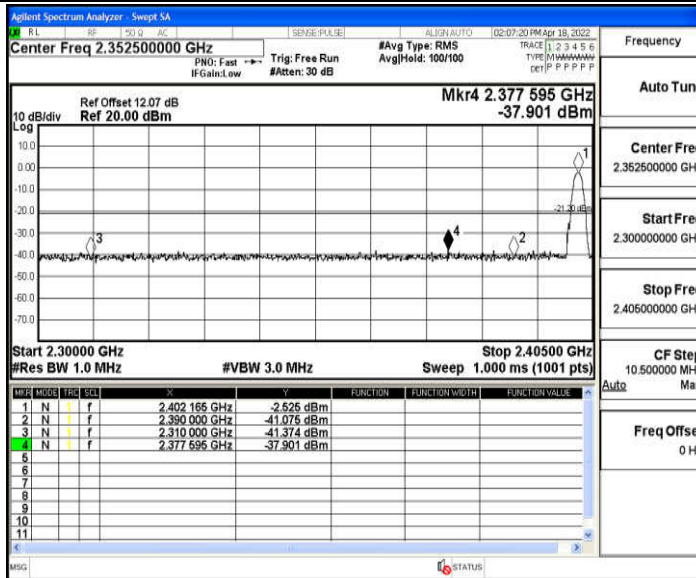 Agilent Spectrum Analyzer - Swept SA
RL RF 50 Ω AC SENSE:PULSE ALIGN AUTO 02:07:20 PM Apr 18, 2022
Center Freq 2.352500000 GHz
PNO: Fast
IFGain:Low
Trig: Free Run
#Atten: 30 dB
#Avg Type: RMS
Avg|Hold: 100/100
TRACE 1 2 3 4 5 6
TYPE MWWWWW
DET P P P P P P
Ref Offset 12.07 dB
Ref 20.00 dBm
10 dB/div
Log
Mkr4 2.377 595 GHz
-37.901 dBm
10.0
0.00
-10.0
-20.0
-30.0
-40.0
-50.0
-60.0
-70.0
1
-21.20 dBm
3
4
2
Start 2.30000 GHz
Stop 2.40500 GHz
#Res BW 1.0 MHz
#VBW 3.0 MHz
Sweep 1.000 ms (1001 pts)
MKR MODE TRC SCL X Y FUNCTION FUNCTION WIDTH FUNCTION VALUE
1 N 1 f 2.402 165 GHz -2.525 dBm
2 N 1 f 2.390 000 GHz -41.075 dBm
3 N 1 f 2.310 000 GHz -41.374 dBm
4 N 1 f 2.377 595 GHz -37.901 dBm
5
6
7
8
9
10
11
MSG
STATUS
Frequency
Auto Tun
Center Fre
2.352500000 GH
Start Fre
2.300000000 GH
Stop Fre
2.405000000 GH
CF Step
10.500000 MH
Auto Ma
Freq Offse
0 H